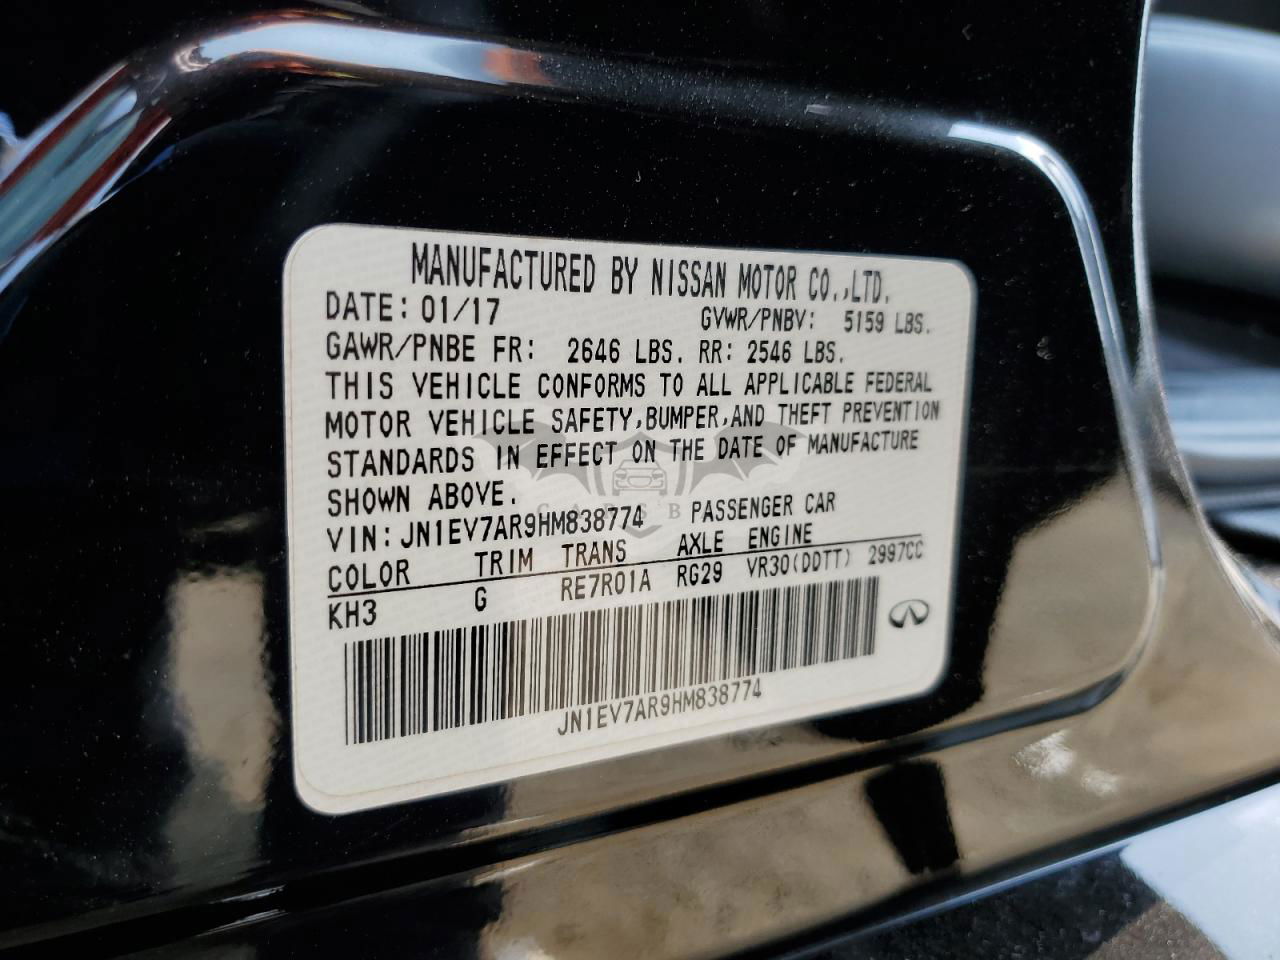 MANUFACTURED BY NISSAN MOTOR CO.,LTD.
DATE: 01/17 GVWR/PNBV: 5159 LBS.
GAWR/PNBE FR: 2646 LBS. RR: 2546 LBS.
THIS VEHICLE CONFORMS TO ALL APPLICABLE FEDERAL
MOTOR VEHICLE SAFETY,BUMPER,AND THEFT PREVENTION
STANDARDS IN EFFECT ON THE DATE OF MANUFACTURE
SHOWN ABOVE.
VIN: JN1EV7AR9HM838774 PASSENGER CAR
COLOR TRIM TRANS AXLE ENGINE
KH3 G RE7R01A RG29 VR30(DDTT) 2997CC
JN1EV7AR9HM838774